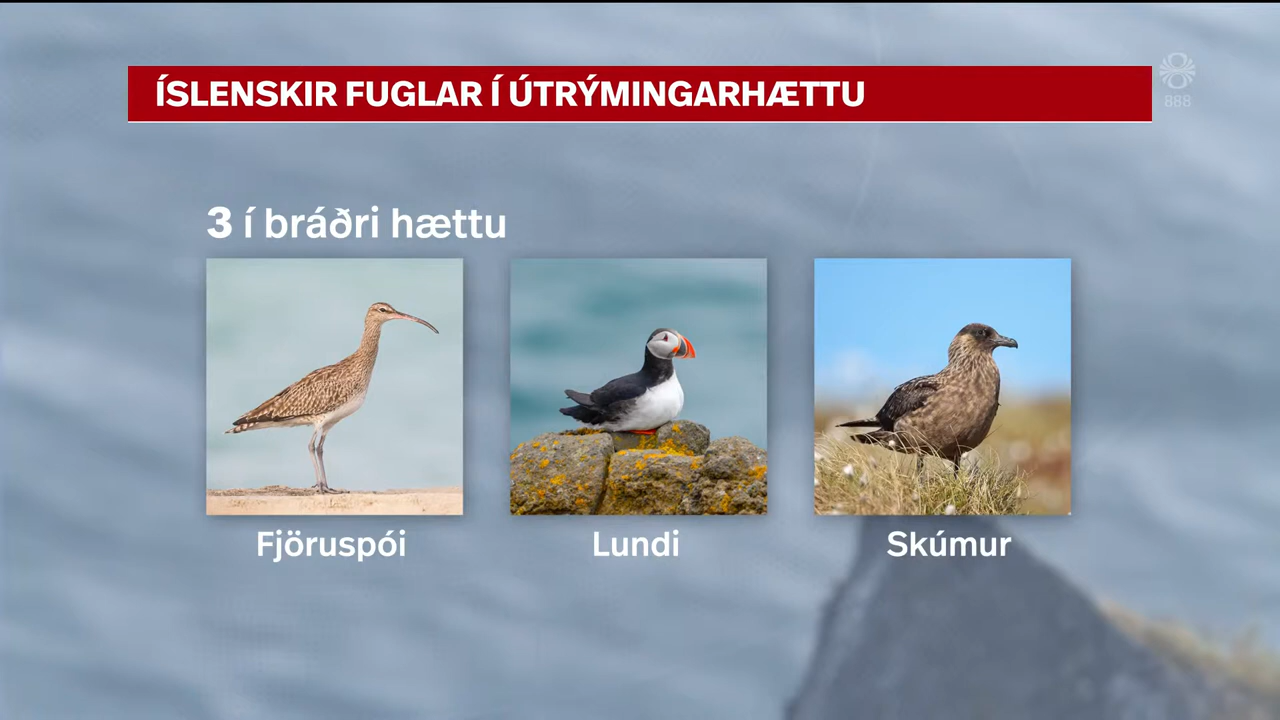 ÍSLENSKIR FUGLAR Í ÚTRÝMINGARHÆTTU
888
3 í bráðri hættu
Fjöruspói
Lundi
Skúmur